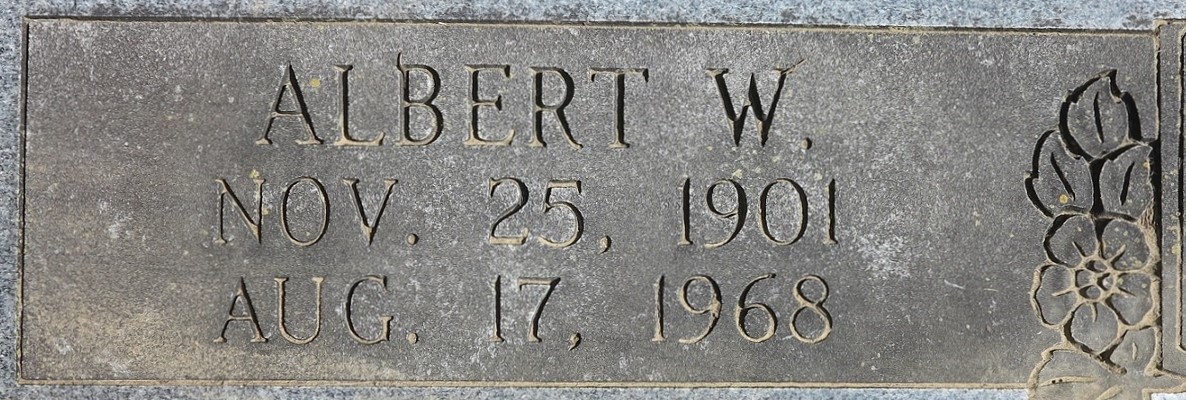 ALBERT W.
NOV. 25, 1901
AUG. 17, 1968